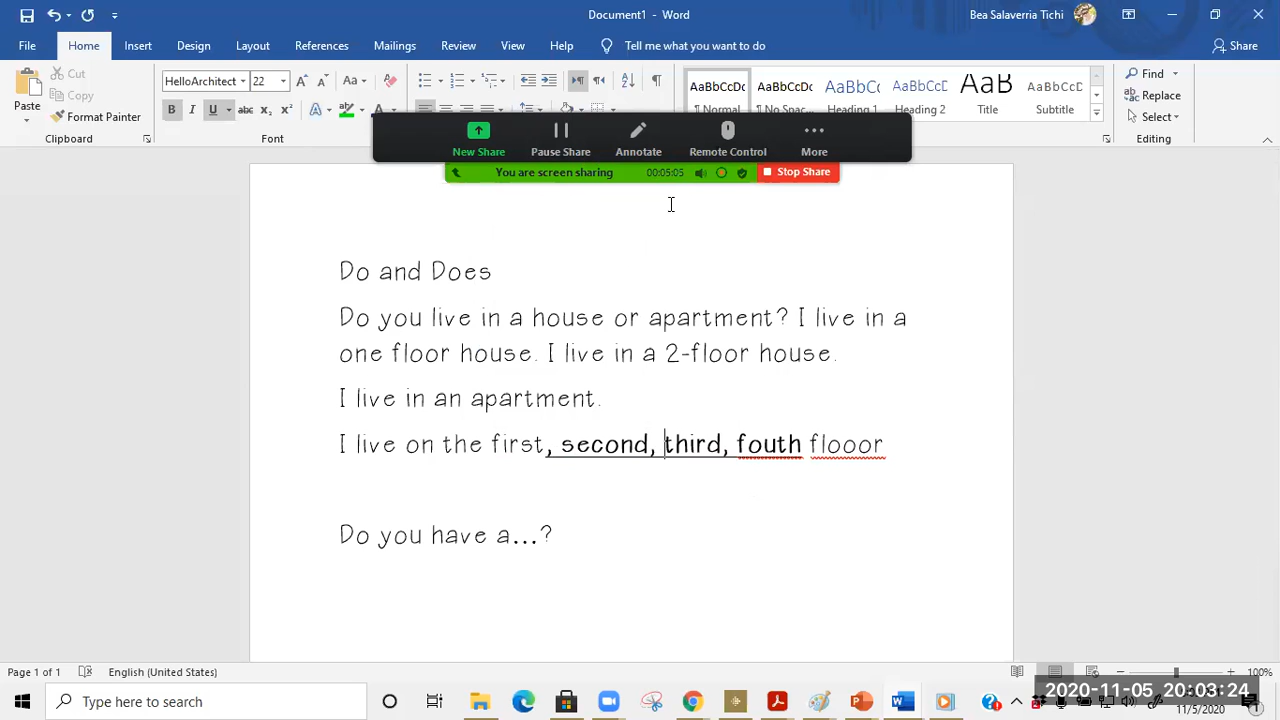 Document1 - Word
Bea Salaverria Tichi
File Home Insert Design Layout References Mailings Review View Help Tell me what you want to do Share
Paste
Cut
Copy
Format Painter
Clipboard
HelloArchitect 22
Font
AaBbCcDc AaBbCcDc AaBbCc AaBbCcD AaB AaBbCcD
¶ Normal ¶ No Spac... Heading 1 Heading 2 Title Subtitle
Find
Replace
Select
Editing
New Share Pause Share Annotate Remote Control More
You are screen sharing 00:05:05 Stop Share
Do and Does
Do you live in a house or apartment? I live in a
one floor house. I live in a 2-floor house.
I live in an apartment.
I live on the first, second, third, fouth flooor
Do you have a...?
Page 1 of 1 English (United States) 100%
Type here to search
2020-11-05 20:03:24
11/5/2020